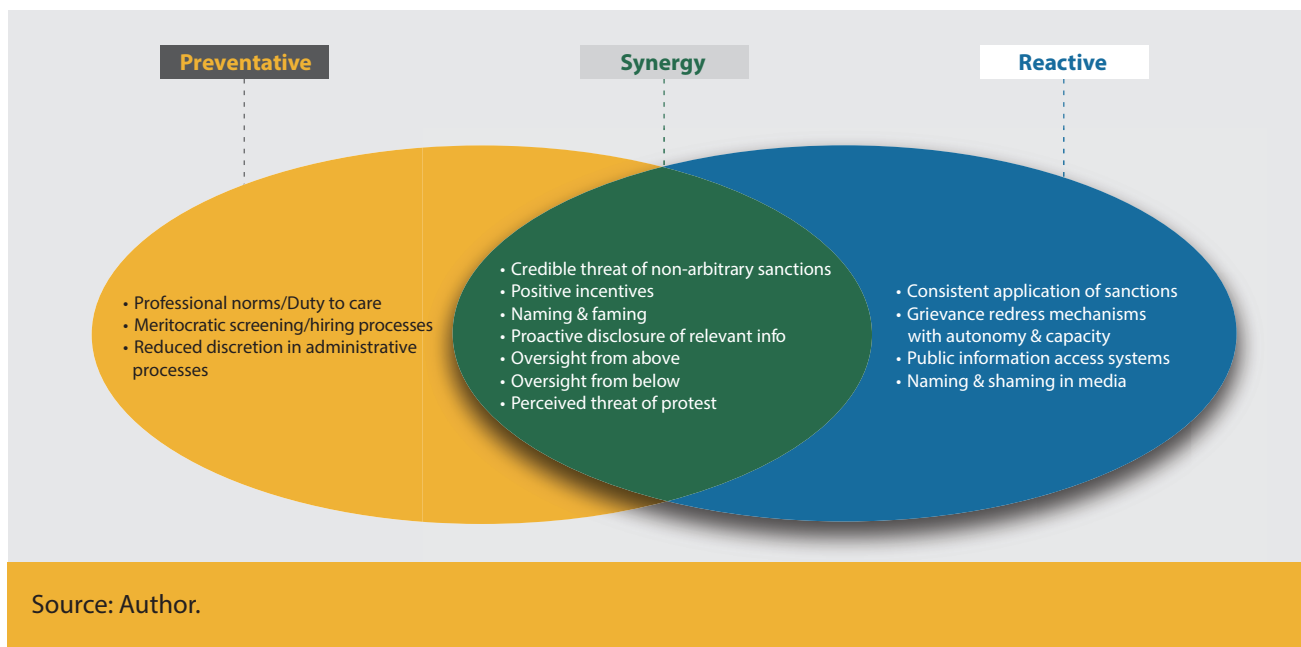 Preventative
Synergy
Reactive
• Professional norms/Duty to care
• Meritocratic screening/hiring processes
• Reduced discretion in administrative
processes
• Credible threat of non-arbitrary sanctions
• Positive incentives
• Naming & faming
• Proactive disclosure of relevant info
• Oversight from above
• Oversight from below
• Perceived threat of protest
• Consistent application of sanctions
• Grievance redress mechanisms
with autonomy & capacity
• Public information access systems
• Naming & shaming in media
Source: Author.